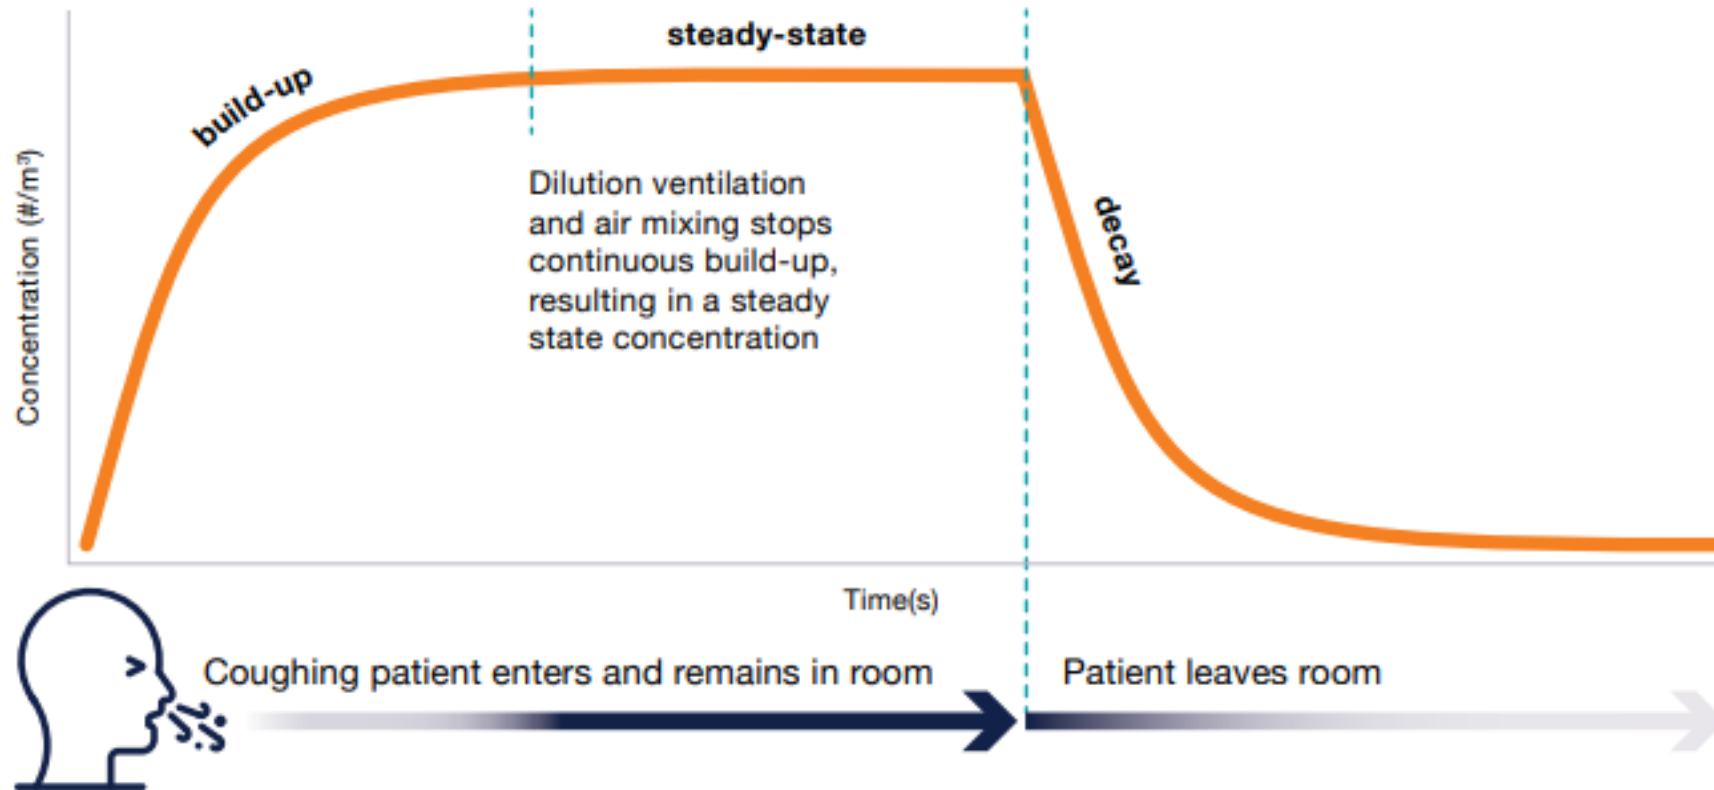 steady-state
build-up
Concentration (#/m³)
Dilution ventilation
and air mixing stops
continuous build-up,
resulting in a steady
state concentration
decay
Time(s)
Coughing patient enters and remains in room
Patient leaves room